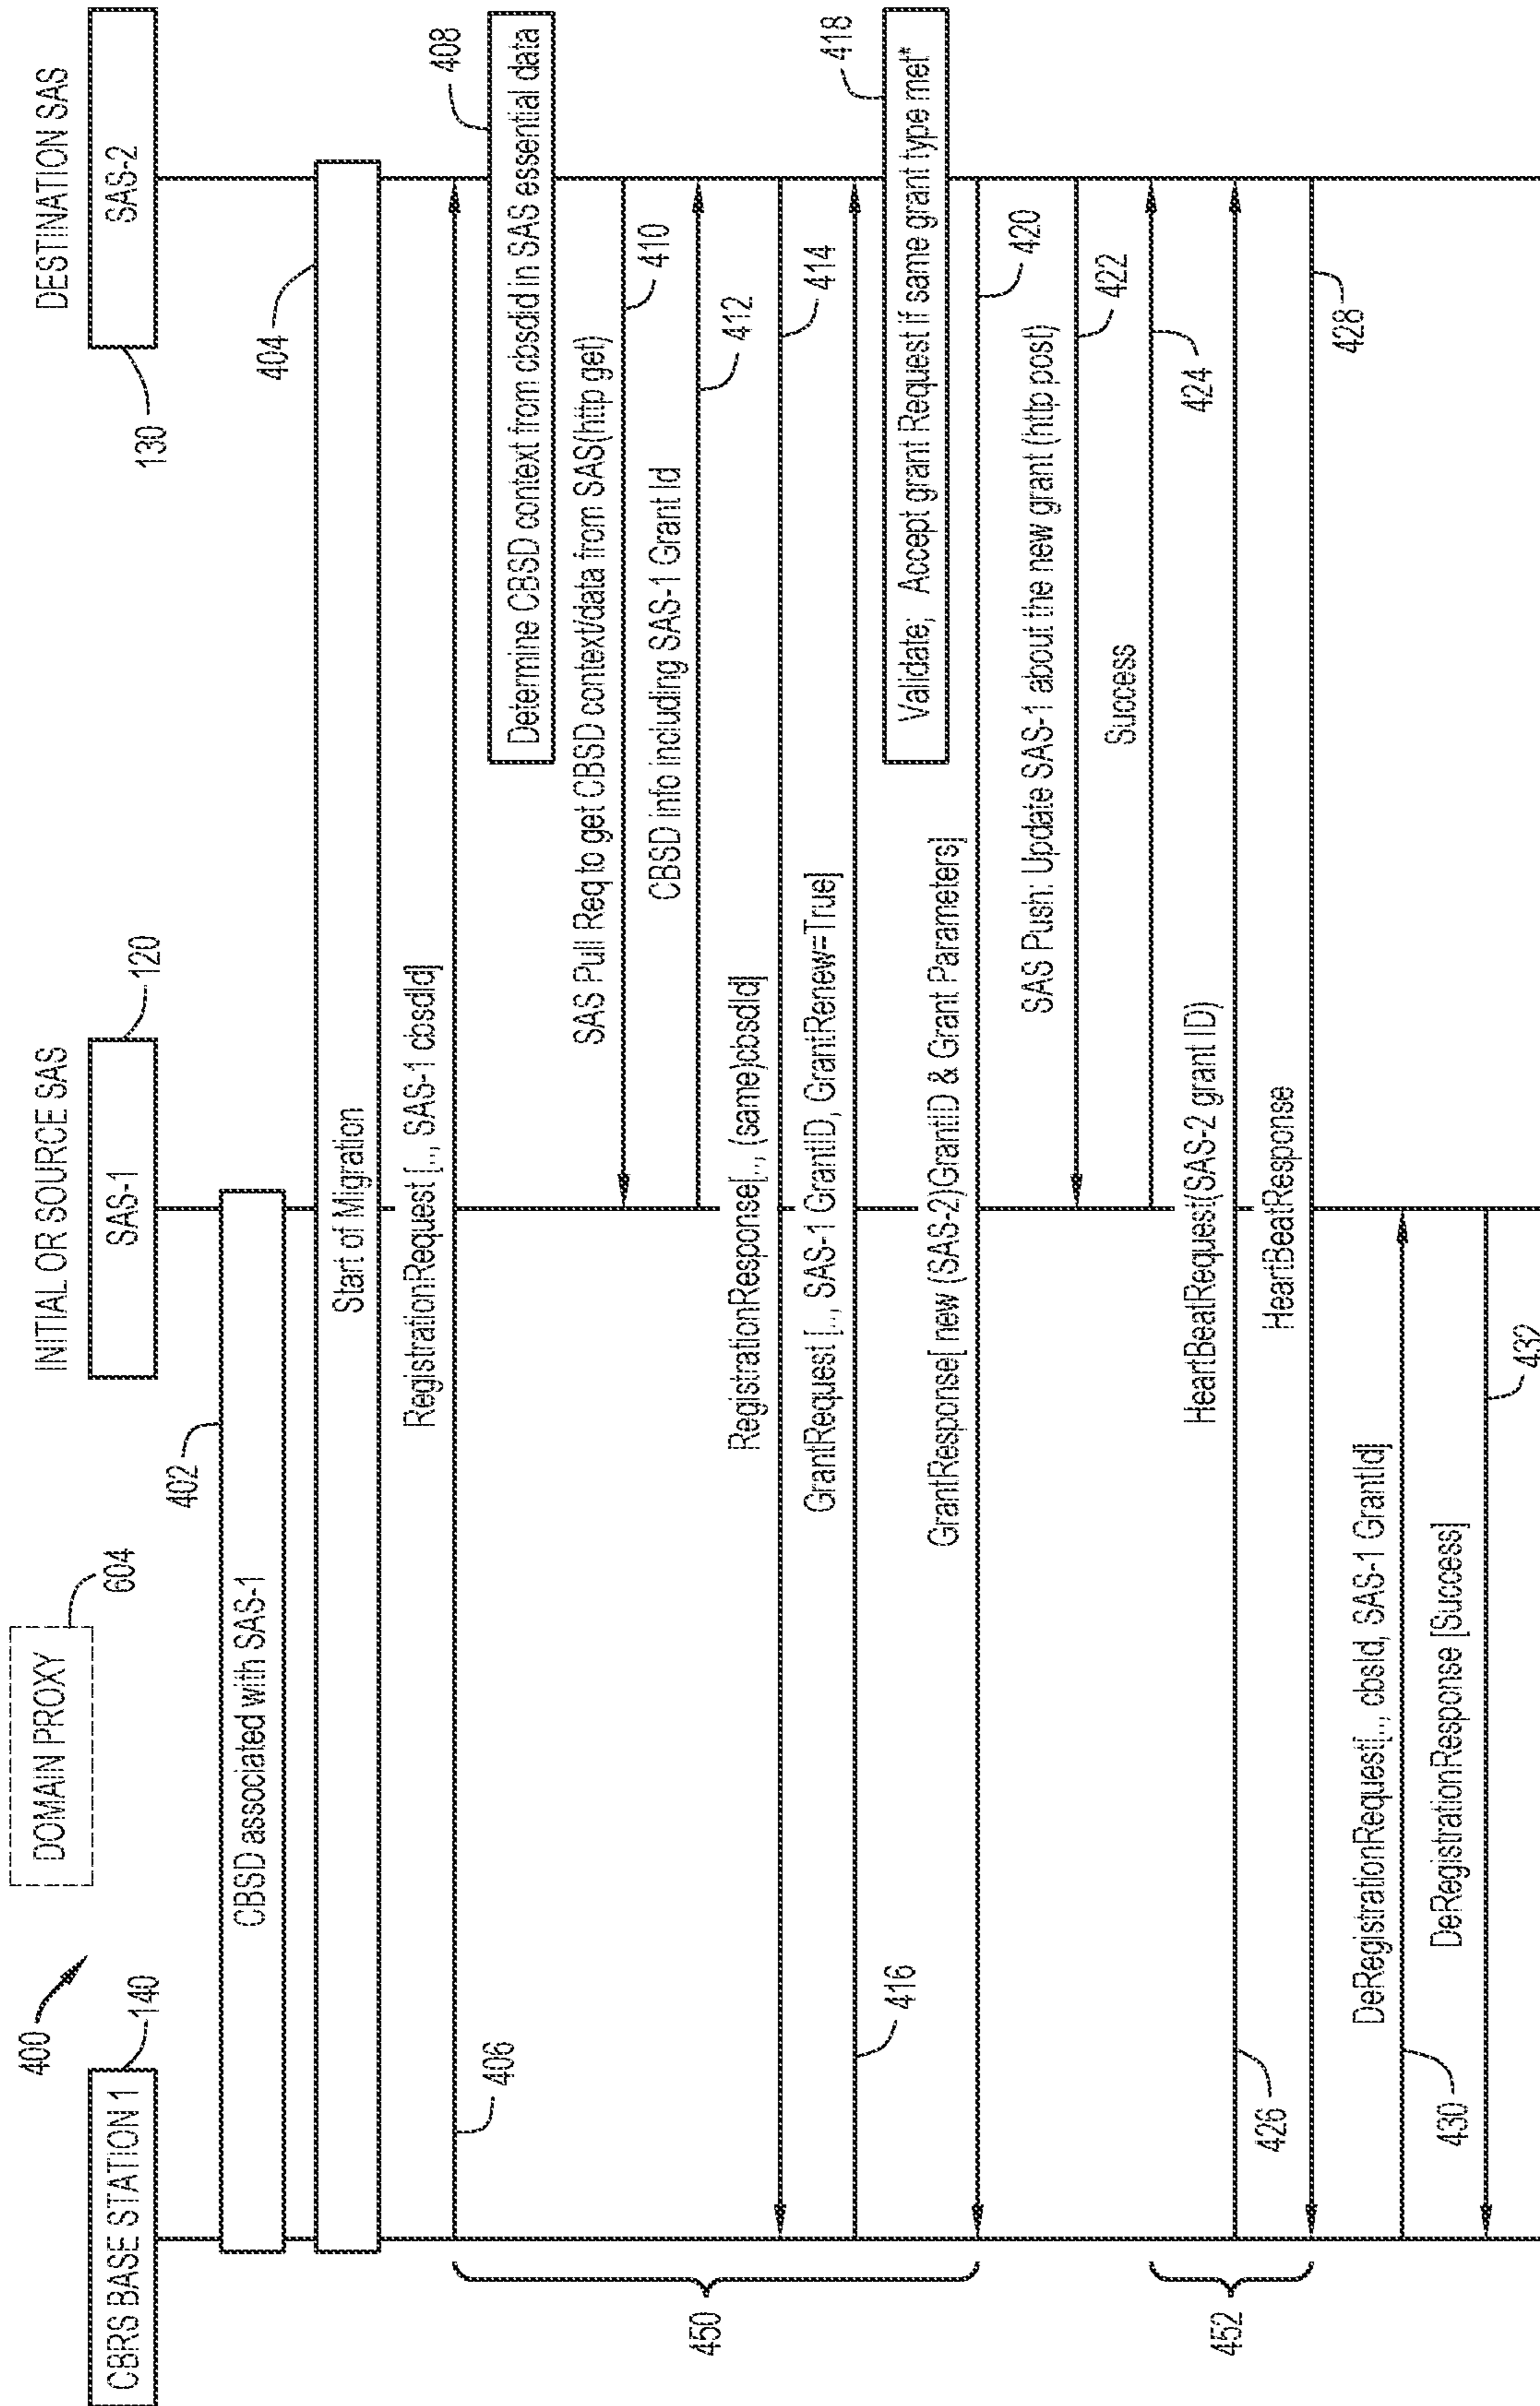 400
DOMAIN PROXY
604
INITIAL OR SOURCE SAS
DESTINATION SAS
CBRS BASE STATION 1
140
SAS-1
120
SAS-2
130
CBSD associated with SAS-1
402
Start of Migration
404
RegistrationRequest [.., SAS-1 cbsdId]
406
Determine CBSD context from cbsdid in SAS essential data
408
SAS Pull Req to get CBSD context/data from SAS(http get)
410
CBSD info including SAS-1 Grant Id
412
RegistrationResponse[.., (same)cbsdId]
414
GrantRequest [.., SAS-1 GrantID, GrantRenew=True]
416
Validate; Accept grant Request if same grant type met*
418
GrantResponse[ new (SAS-2)GrantID & Grant Parameters]
420
450
SAS Push: Update SAS-1 about the new grant (http post)
422
Success
424
HeartBeatRequest(SAS-2 grant ID)
426
HeartBeatResponse
428
452
DeRegistrationRequest[.., cbsId, SAS-1 GrantId]
430
DeRegistrationResponse [Success]
432